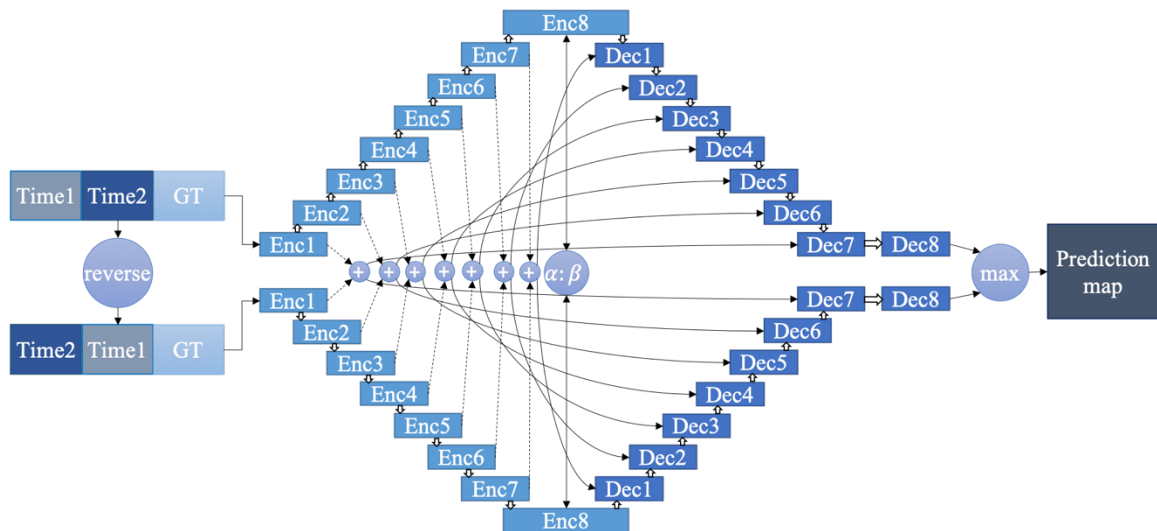 Enc8
Enc7
Dec1
Enc6
Dec2
Enc5
Dec3
Enc4
Dec4
Time1 Time2 GT
Enc3
Dec5
Enc2
Dec6
Enc1
Dec7 Dec8
reverse
+ + + + + + + α: β
max
Prediction
map
Enc1
Dec7 Dec8
Time2 Time1 GT
Enc2
Dec6
Enc3
Dec5
Enc4
Dec4
Enc5
Dec3
Enc6
Dec2
Enc7
Dec1
Enc8